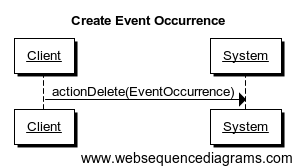 Create Event Occurrence
Client System
actionDelete(EventOccurrence)
Client System
www.websequencediagrams.com